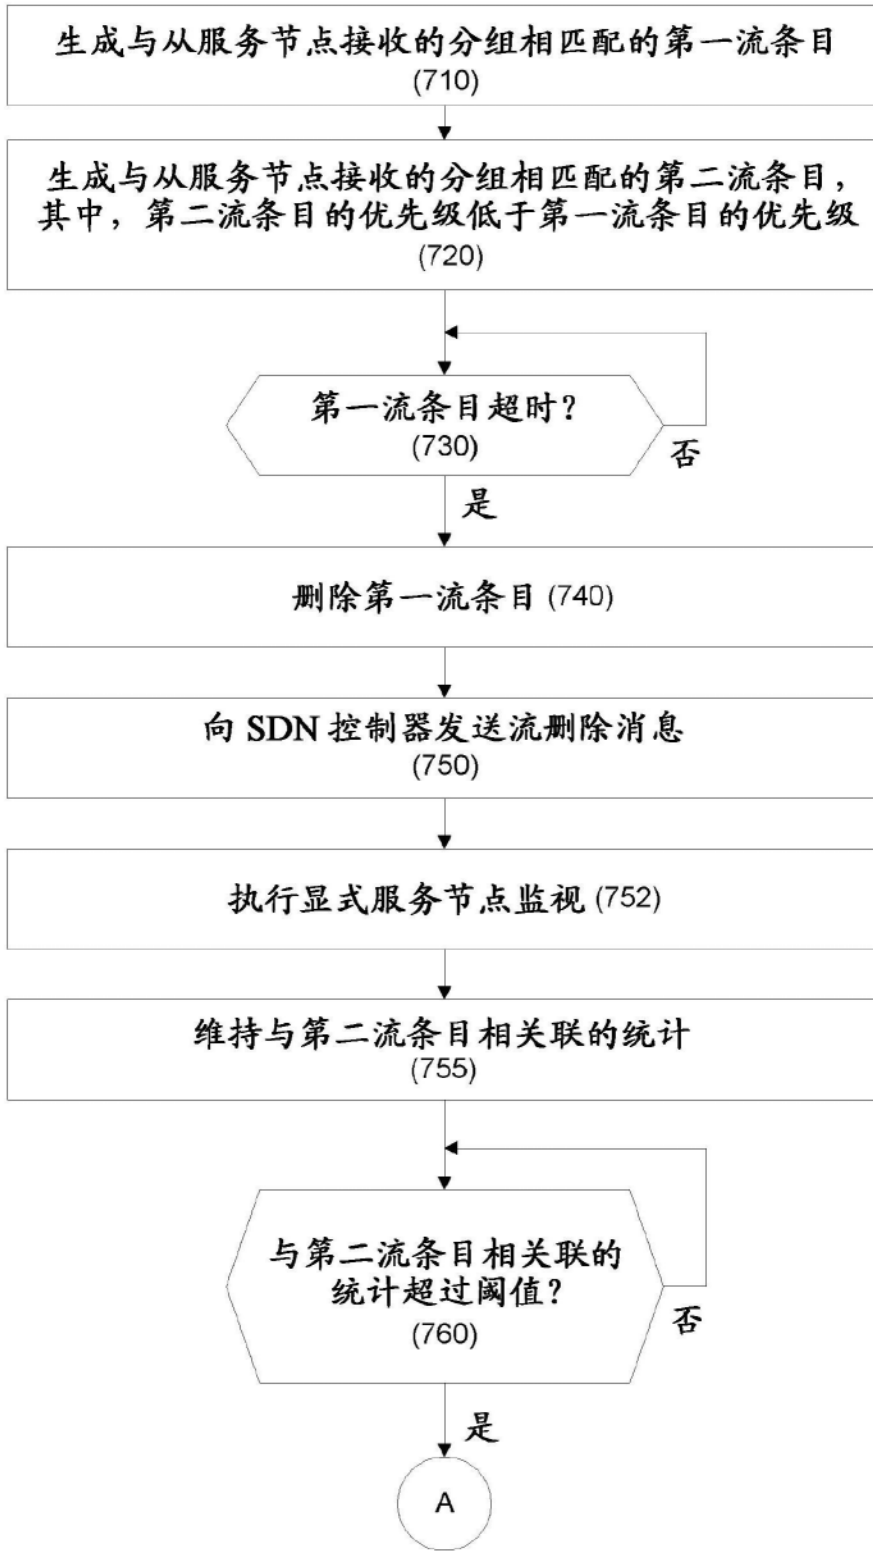 生成与从服务节点接收的分组相匹配的第一流条目
(710)
生成与从服务节点接收的分组相匹配的第二流条目，
其中，第二流条目的优先级低于第一流条目的优先级
(720)
第一流条目超时？
(730)
否
是
删除第一流条目 (740)
向 SDN 控制器发送流删除消息
(750)
执行显式服务节点监视 (752)
维持与第二流条目相关联的统计
(755)
与第二流条目相关联的
统计超过阈值？
(760)
否
是
A